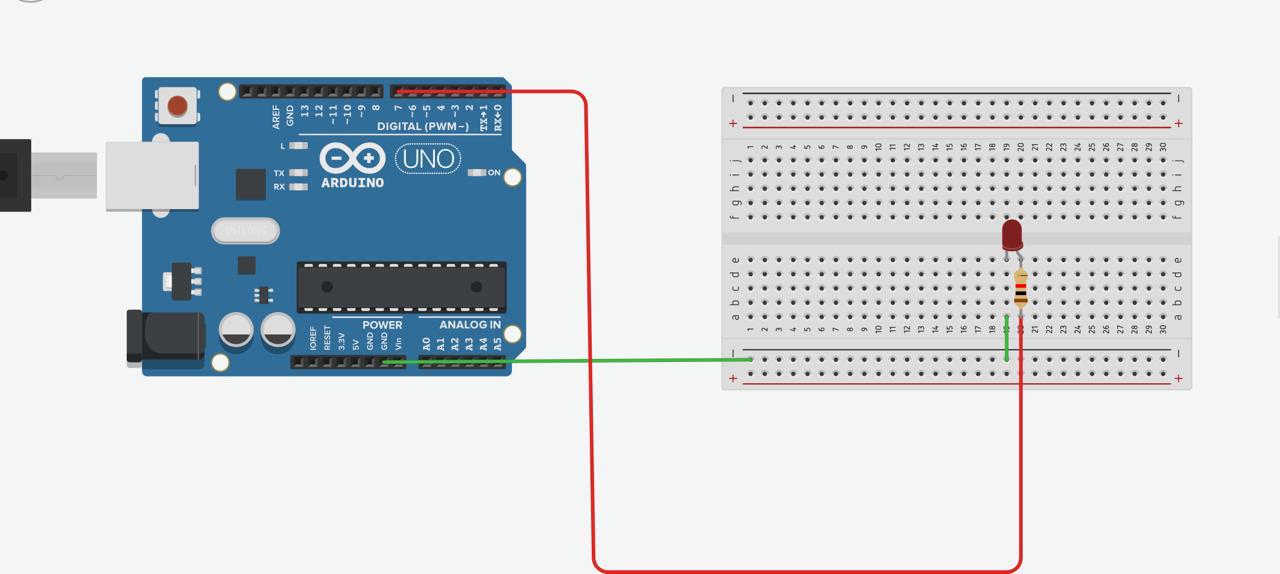 AREF
GND
13
12
~11
~10
~9
8
7
~6
~5
4
~3
2
TX→1
RX←0
DIGITAL (PWM~)
L
TX
RX
ARDUINO
UNO
ON
POWER
ANALOG IN
IOREF
RESET
3.3V
5V
GND
GND
Vin
A0
A1
A2
A3
A4
A5
− −
+ +
1 2 3 4 5 6 7 8 9 10 11 12 13 14 15 16 17 18 19 20 21 22 23 24 25 26 27 28 29 30
j j
i i
h h
g g
f f
e e
d d
c c
b b
a a
1 2 3 4 5 6 7 8 9 10 11 12 13 14 15 16 17 18 21 22 23 24 25 26 27 28 29 30
− −
+ +